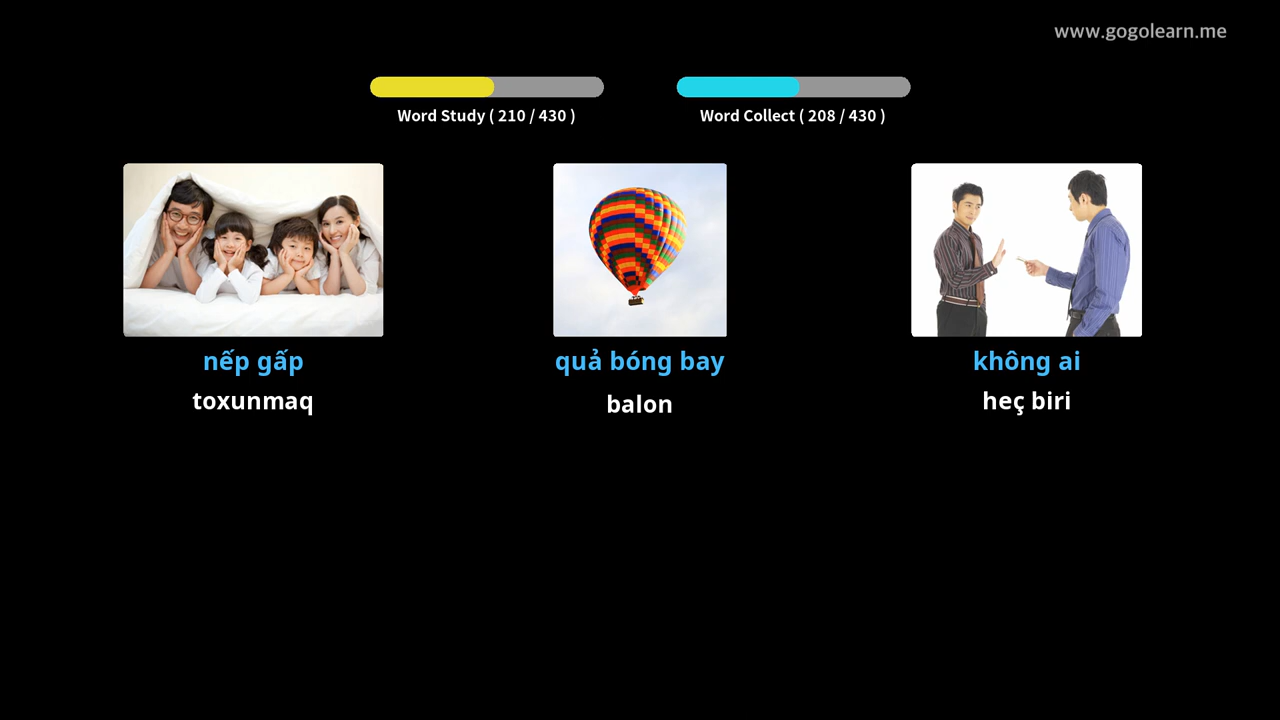 www.gogolearn.me
Word Study ( 210 / 430 )
Word Collect ( 208 / 430 )
nếp gấp
toxunmaq
quả bóng bay
balon
không ai
heç biri